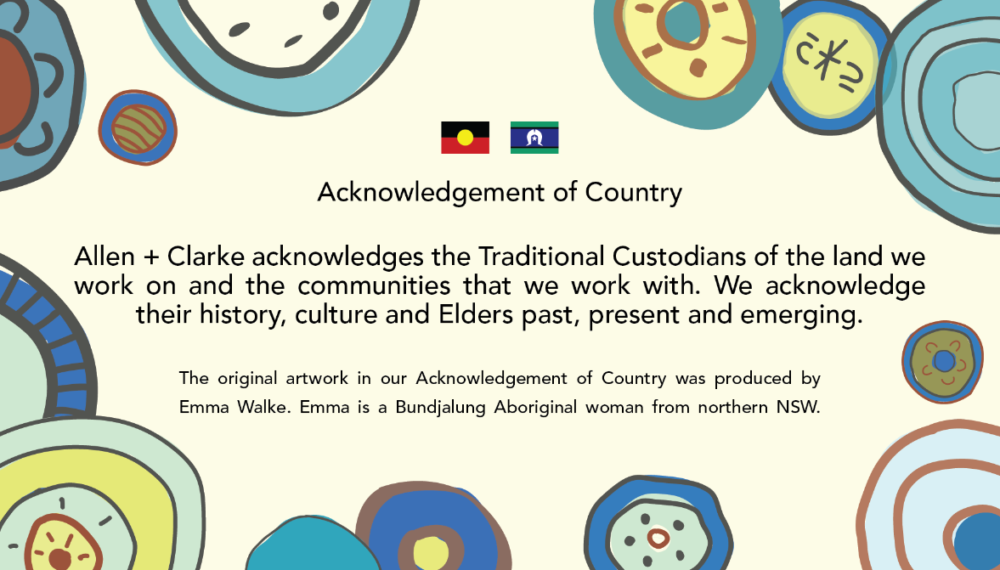 Acknowledgement of Country
Allen + Clarke acknowledges the Traditional Custodians of the land we
work on and the communities that we work with. We acknowledge
their history, culture and Elders past, present and emerging.
The original artwork in our Acknowledgement of Country was produced by
Emma Walke. Emma is a Bundjalung Aboriginal woman from northern NSW.